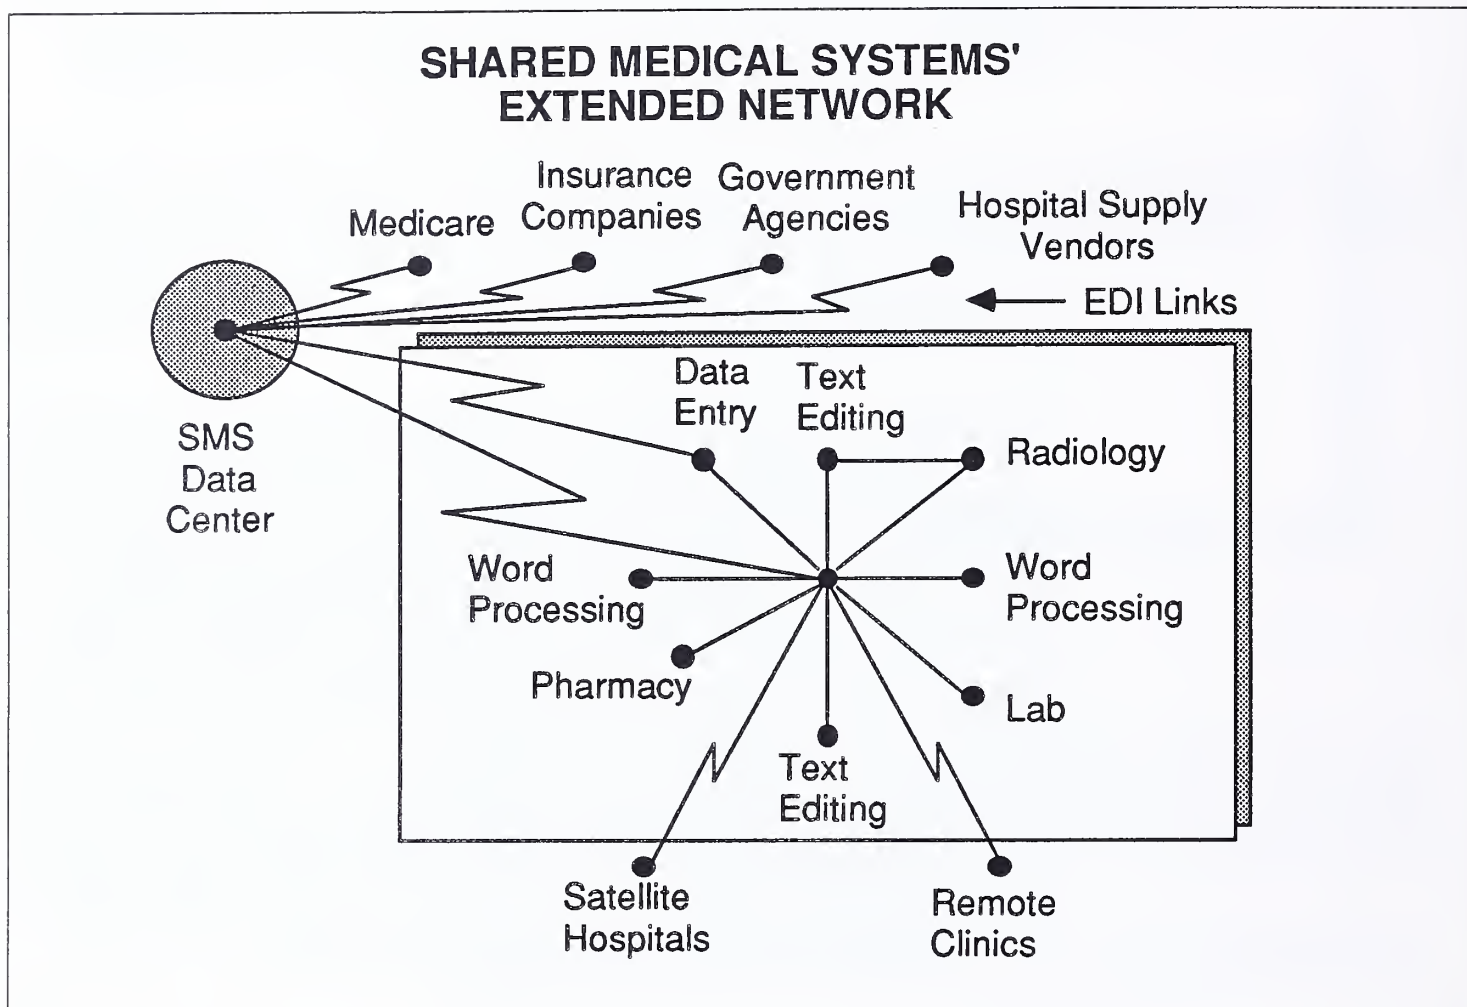 SHARED MEDICAL SYSTEMS'
EXTENDED NETWORK
Medicare
Insurance
Companies
Government
Agencies
Hospital Supply
Vendors
EDI Links
SMS
Data
Center
Data
Entry
Text
Editing
Radiology
Word
Processing
Word
Processing
Pharmacy
Lab
Text
Editing
Satellite
Hospitals
Remote
Clinics